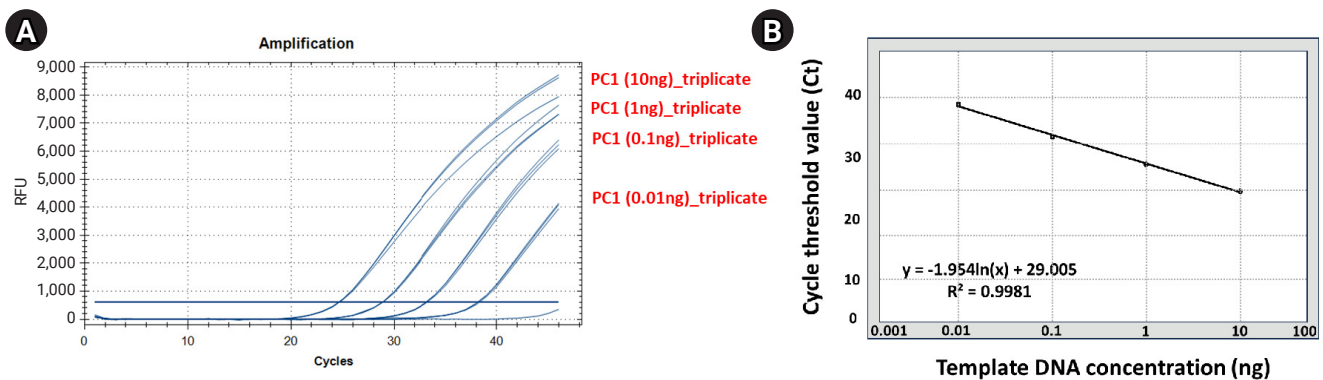 A
Amplification
9,000
8,000
7,000
6,000
5,000
4,000
3,000
2,000
1,000
0
RFU
0
10
20
30
40
Cycles
PC1 (10ng)_triplicate
PC1 (1ng)_triplicate
PC1 (0.1ng)_triplicate
PC1 (0.01ng)_triplicate
B
Cycle threshold value (Ct)
40
30
20
10
0
y = -1.954ln(x) + 29.005
R² = 0.9981
0.001
0.01
0.1
1
10
100
Template DNA concentration (ng)